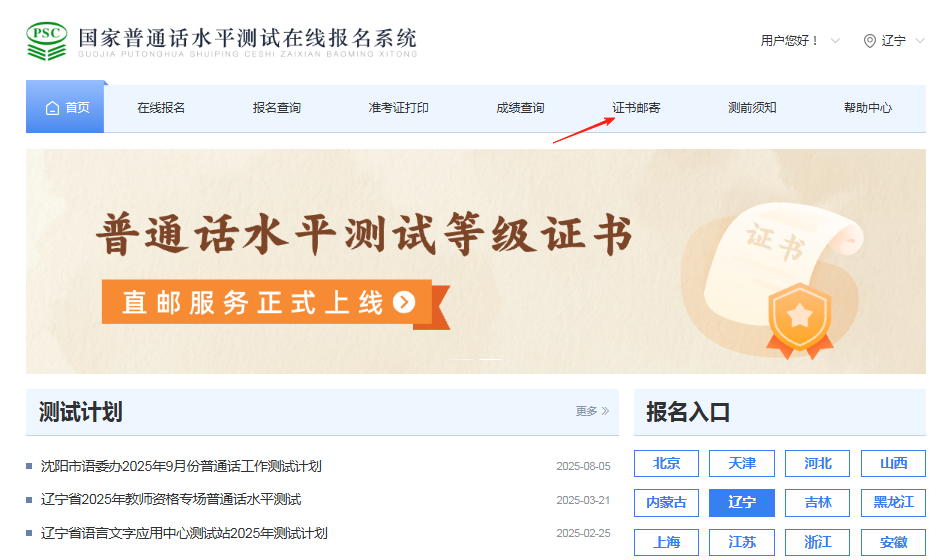 PSC
国家普通话水平测试在线报名系统
GUOJIA PUTONGHUA SHUIPING CESHI ZAIXIAN BAOMING XITONG
用户您好！ 辽宁
首页 在线报名 报名查询 准考证打印 成绩查询 证书邮寄 测前须知 帮助中心
普通话水平测试等级证书
直邮服务正式上线
证书
测试计划 更多
沈阳市语委办2025年9月份普通话工作测试计划 2025-08-05
辽宁省2025年教师资格专场普通话水平测试 2025-03-21
辽宁省语言文字应用中心测试站2025年测试计划 2025-02-25
报名入口
北京 天津 河北 山西
内蒙古 辽宁 吉林 黑龙江
上海 江苏 浙江 安徽